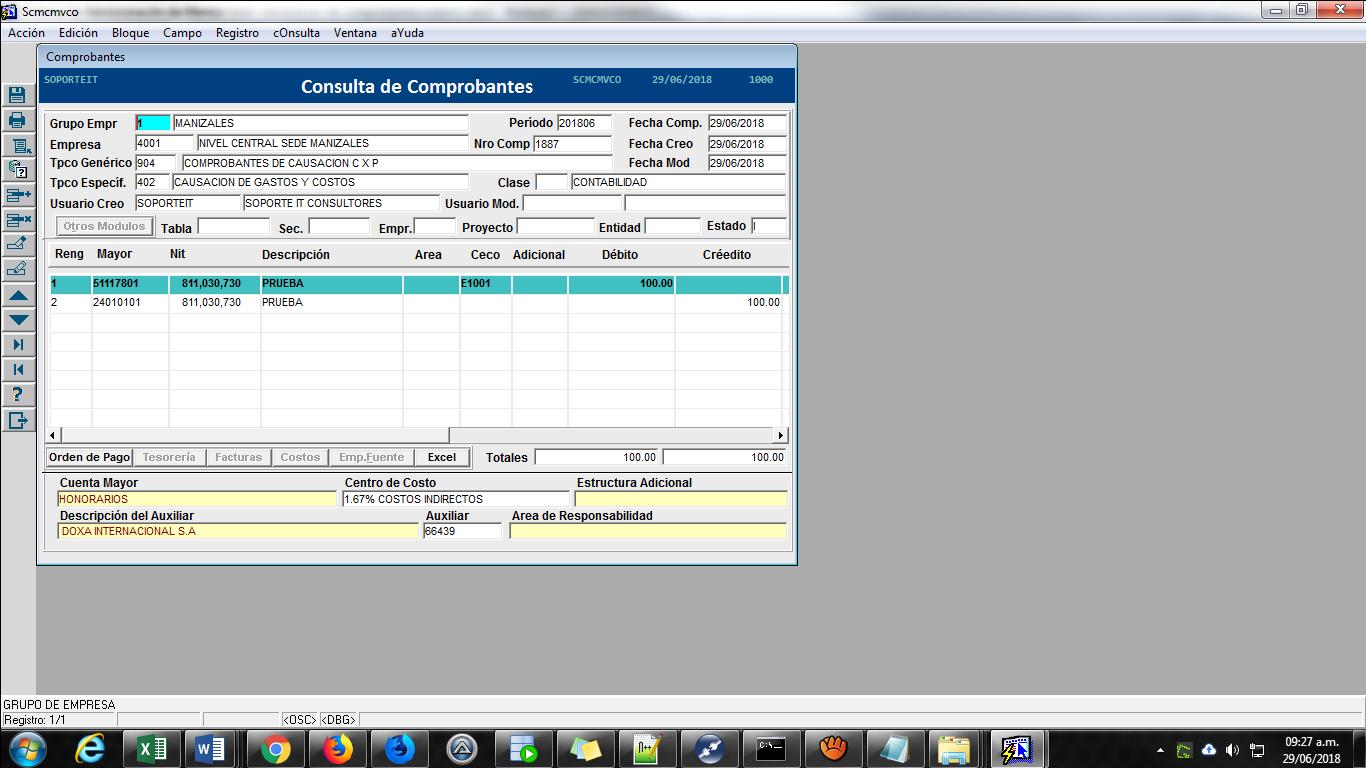 Scmcmvco
Acción Edición Bloque Campo Registro cOnsulta Ventana aYuda
Comprobantes
SOPORTEIT Consulta de Comprobantes SCMCMVCO 29/06/2018 1000
Grupo Empr 1 MANIZALES Período 201806 Fecha Comp. 29/06/2018
Empresa 4001 NIVEL CENTRAL SEDE MANIZALES Nro Comp 1887 Fecha Creo 29/06/2018
Tpco Genérico 904 COMPROBANTES DE CAUSACION C X P Fecha Mod 29/06/2018
Tpco Específ. 402 CAUSACION DE GASTOS Y COSTOS Clase CONTABILIDAD
Usuario Creo SOPORTEIT SOPORTE IT CONSULTORES Usuario Mod.
Otros Modulos Tabla Sec. Empr. Proyecto Entidad Estado I
Reng Mayor Nit Descripción Area Ceco Adicional Débito Créedito
1 51117801 811,030,730 PRUEBA E1001 100.00
2 24010101 811,030,730 PRUEBA 100.00
Orden de Pago Tesorería Facturas Costos Emp.Fuente Excel Totales 100.00 100.00
Cuenta Mayor Centro de Costo Estructura Adicional
HONORARIOS 1.67% COSTOS INDIRECTOS
Descripción del Auxiliar Auxiliar Area de Responsabilidad
DOXA INTERNACIONAL S.A 66439
GRUPO DE EMPRESA
Registro: 1/1 <OSC> <DBG>
09:27 a.m.
29/06/2018